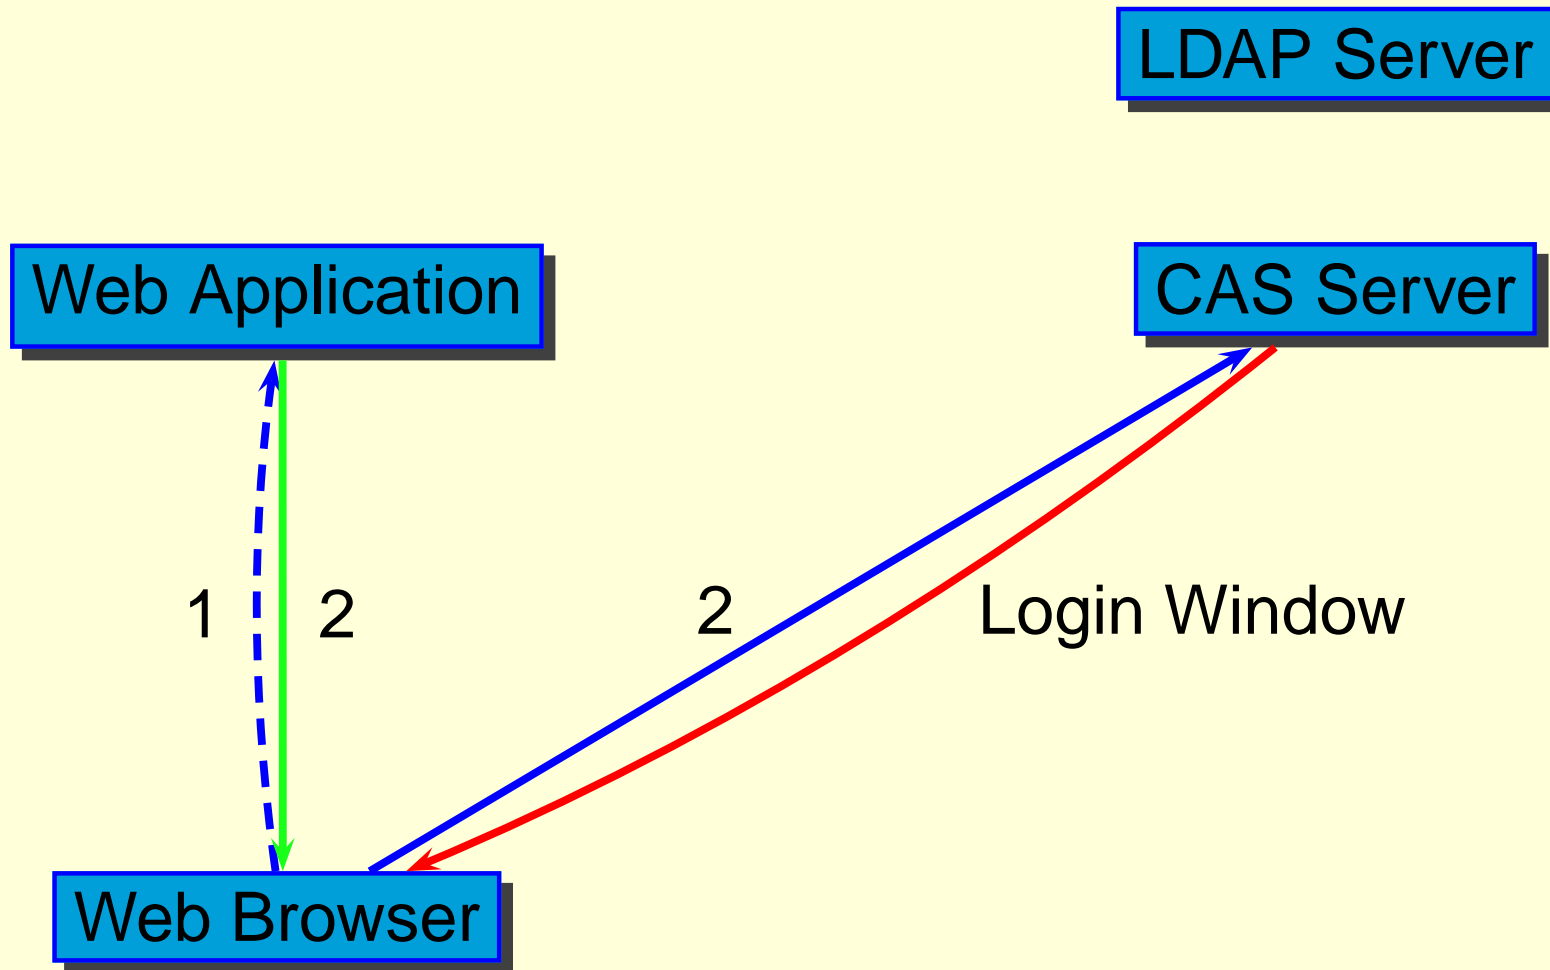 LDAP Server
Web Application
CAS Server
1
2
2
Login Window
Web Browser